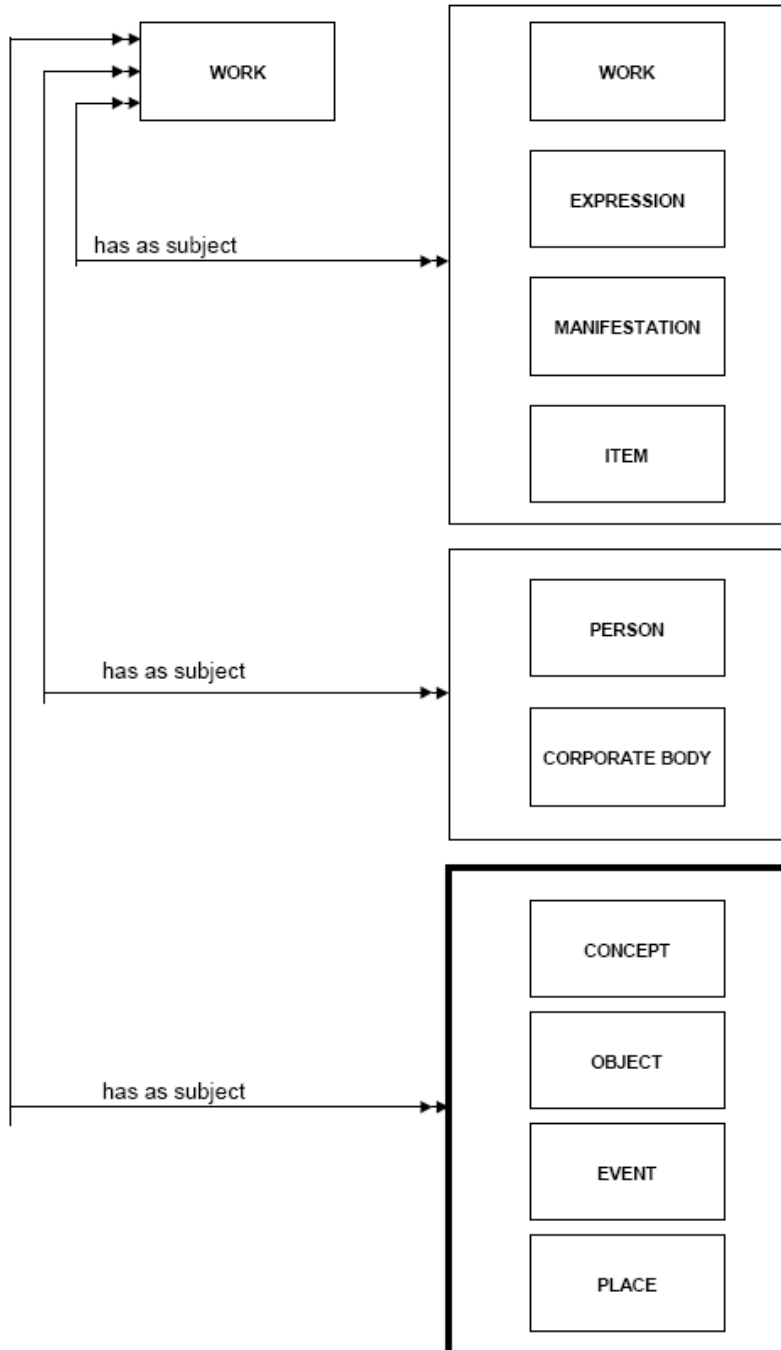 WORK
WORK
EXPRESSION
has as subject
MANIFESTATION
ITEM
PERSON
has as subject
CORPORATE BODY
CONCEPT
OBJECT
has as subject
EVENT
PLACE